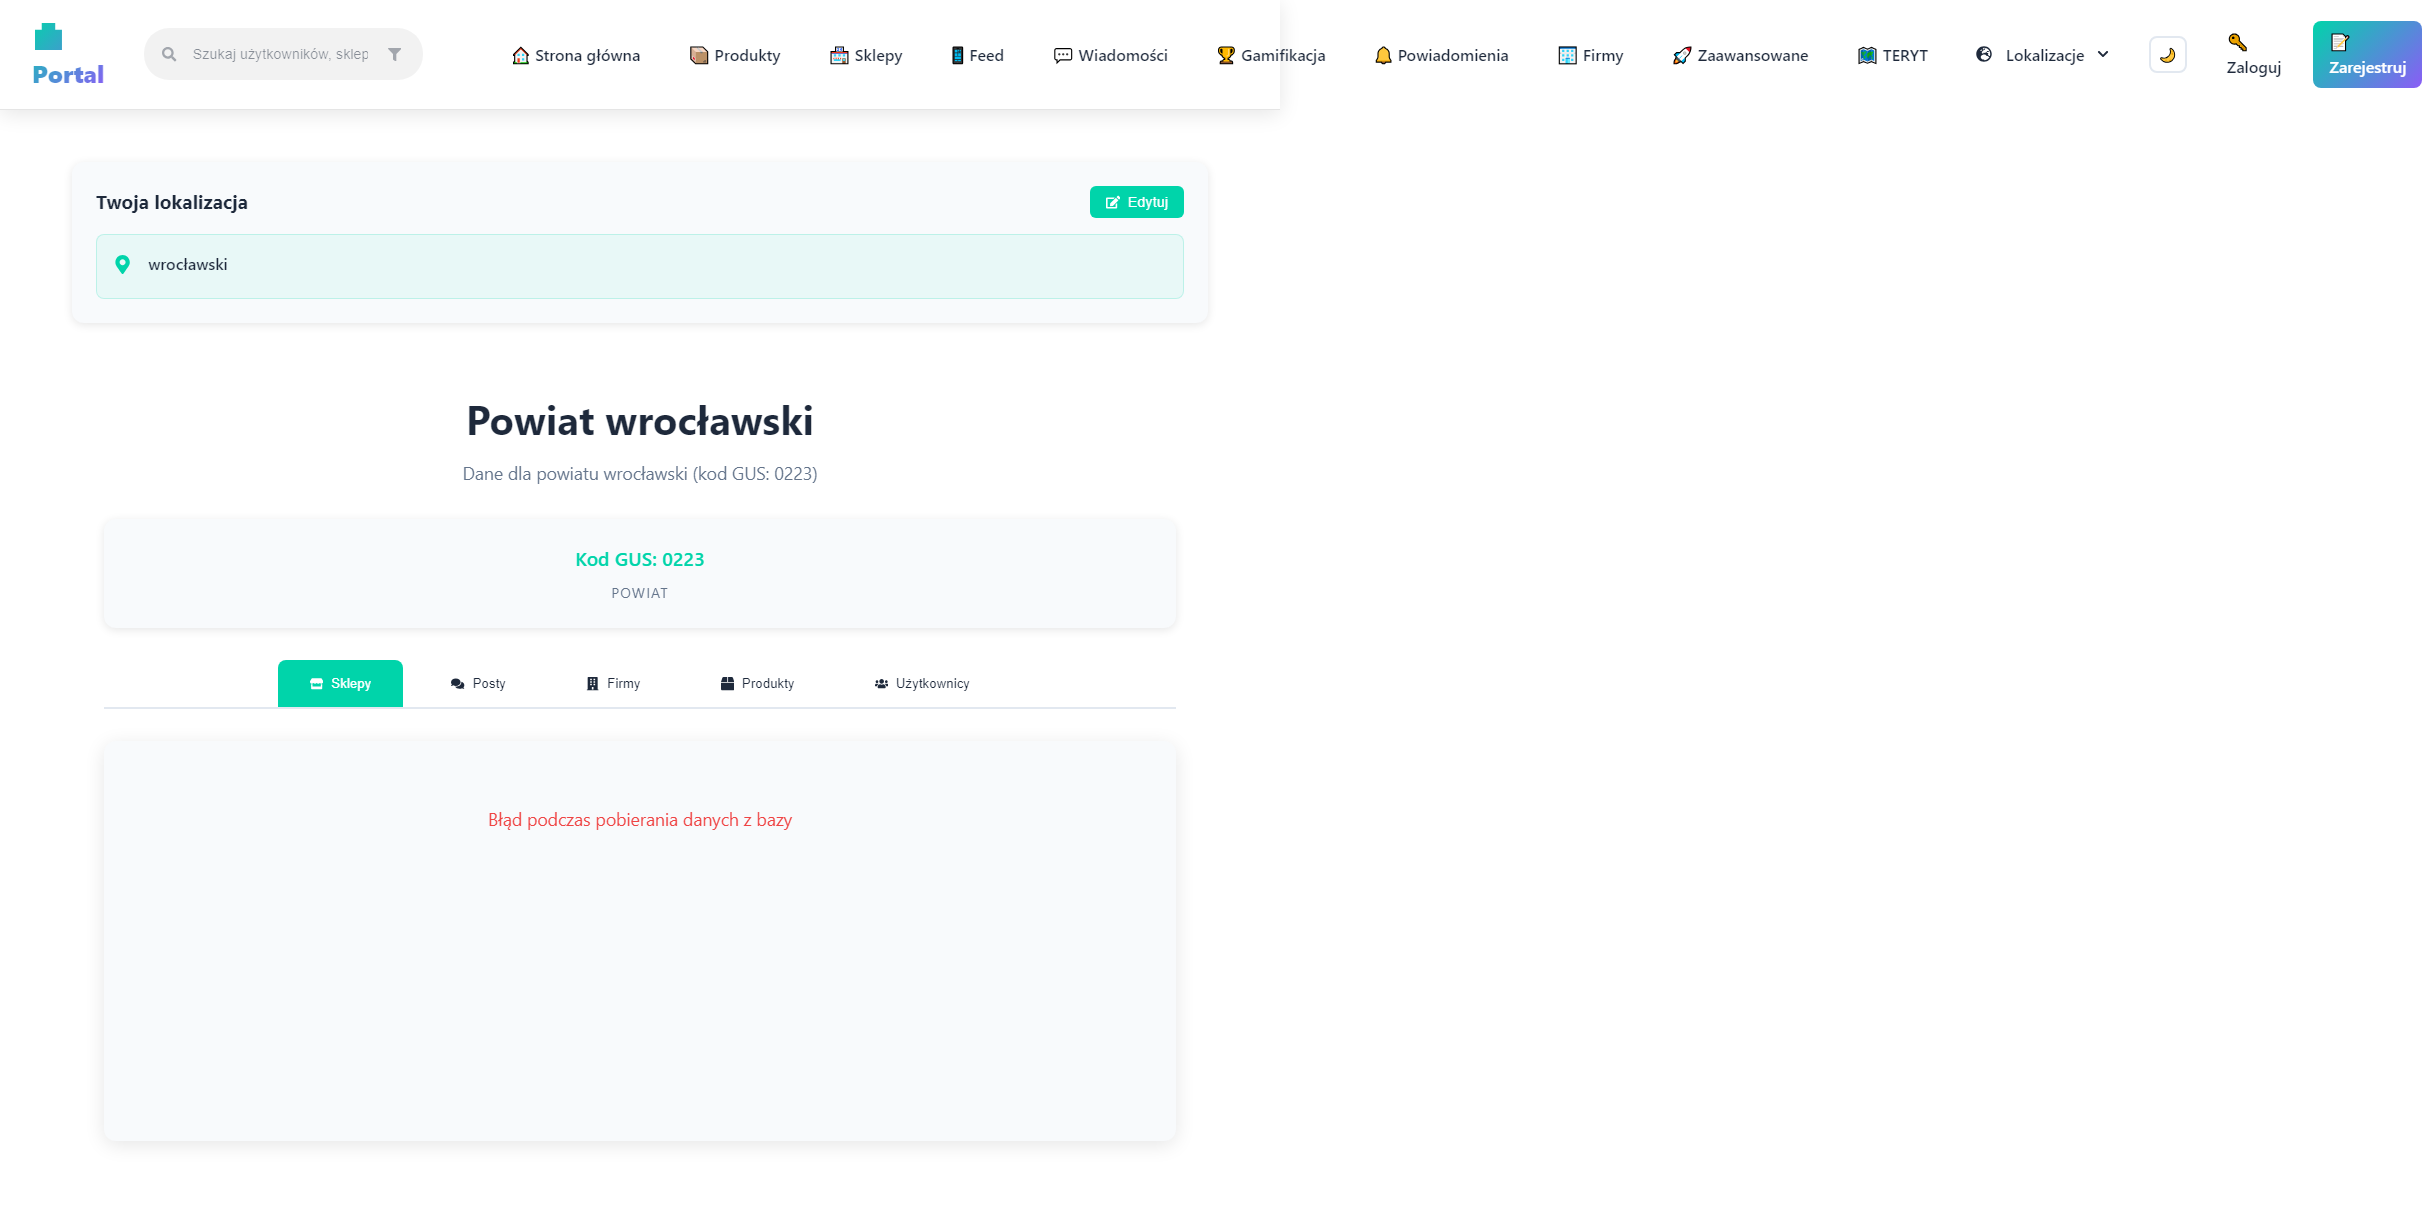 Portal
Szukaj użytkowników, sklep
Strona główna
Produkty
Sklepy
Feed
Wiadomości
Gamifikacja
Powiadomienia
Firmy
Zaawansowane
TERYT
Lokalizacje
Zaloguj
Zarejestruj
Twoja lokalizacja
Edytuj
wrocławski
Powiat wrocławski
Dane dla powiatu wrocławski (kod GUS: 0223)
Kod GUS: 0223
POWIAT
Sklepy
Posty
Firmy
Produkty
Użytkownicy
Błąd podczas pobierania danych z bazy